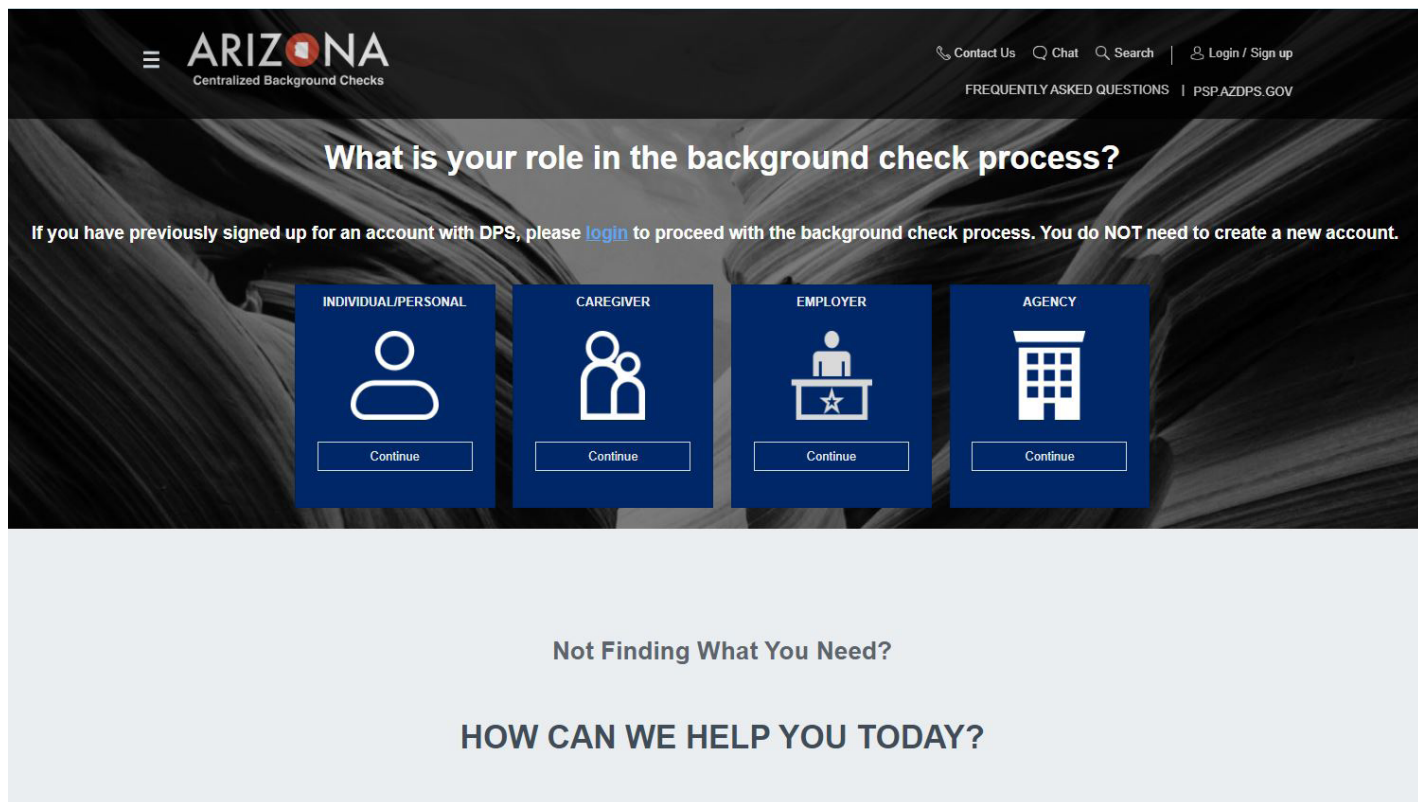 ARIZONA
Centralized Background Checks
Contact Us Chat Search | Login / Sign up
FREQUENTLY ASKED QUESTIONS | PSP.AZDPS.GOV
What is your role in the background check process?
If you have previously signed up for an account with DPS, please login to proceed with the background check process. You do NOT need to create a new account.
INDIVIDUAL/PERSONAL
Continue
CAREGIVER
Continue
EMPLOYER
Continue
AGENCY
Continue
Not Finding What You Need?
HOW CAN WE HELP YOU TODAY?